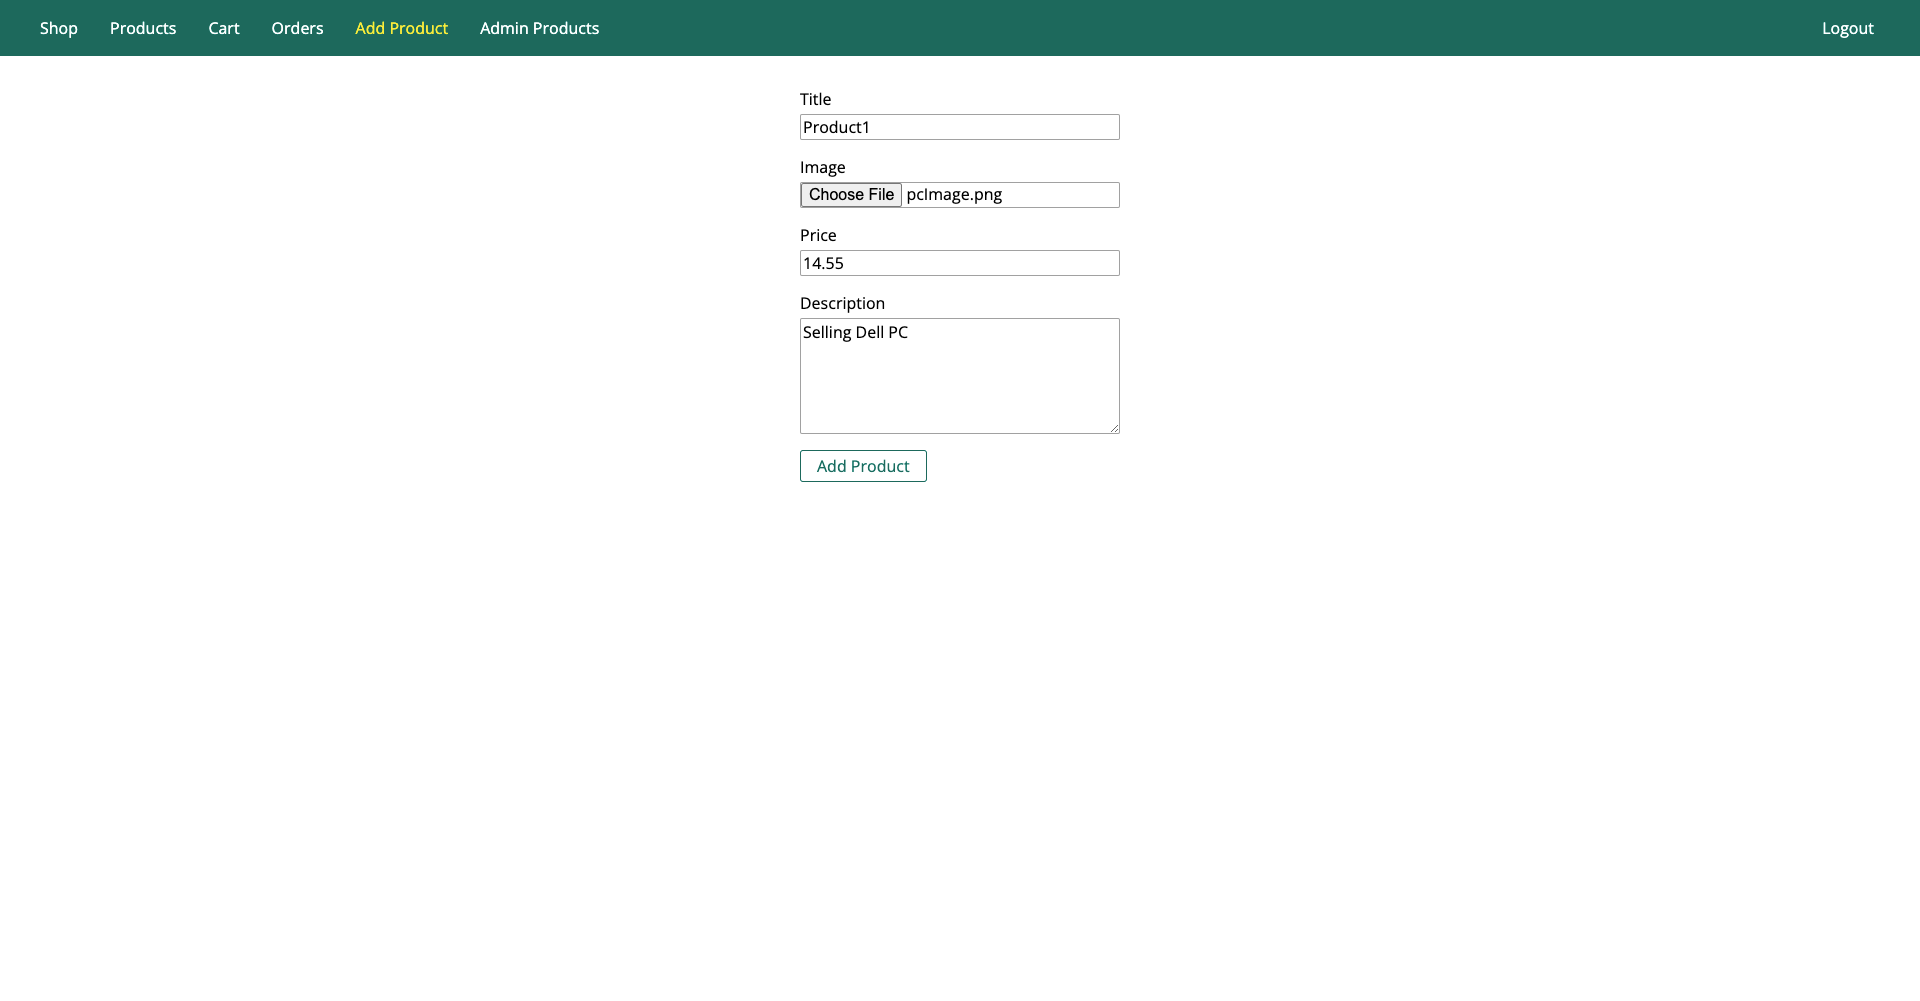 Shop Products Cart Orders Add Product Admin Products Logout
Title
Product1
Image
Choose File pcImage.png
Price
14.55
Description
Selling Dell PC
Add Product